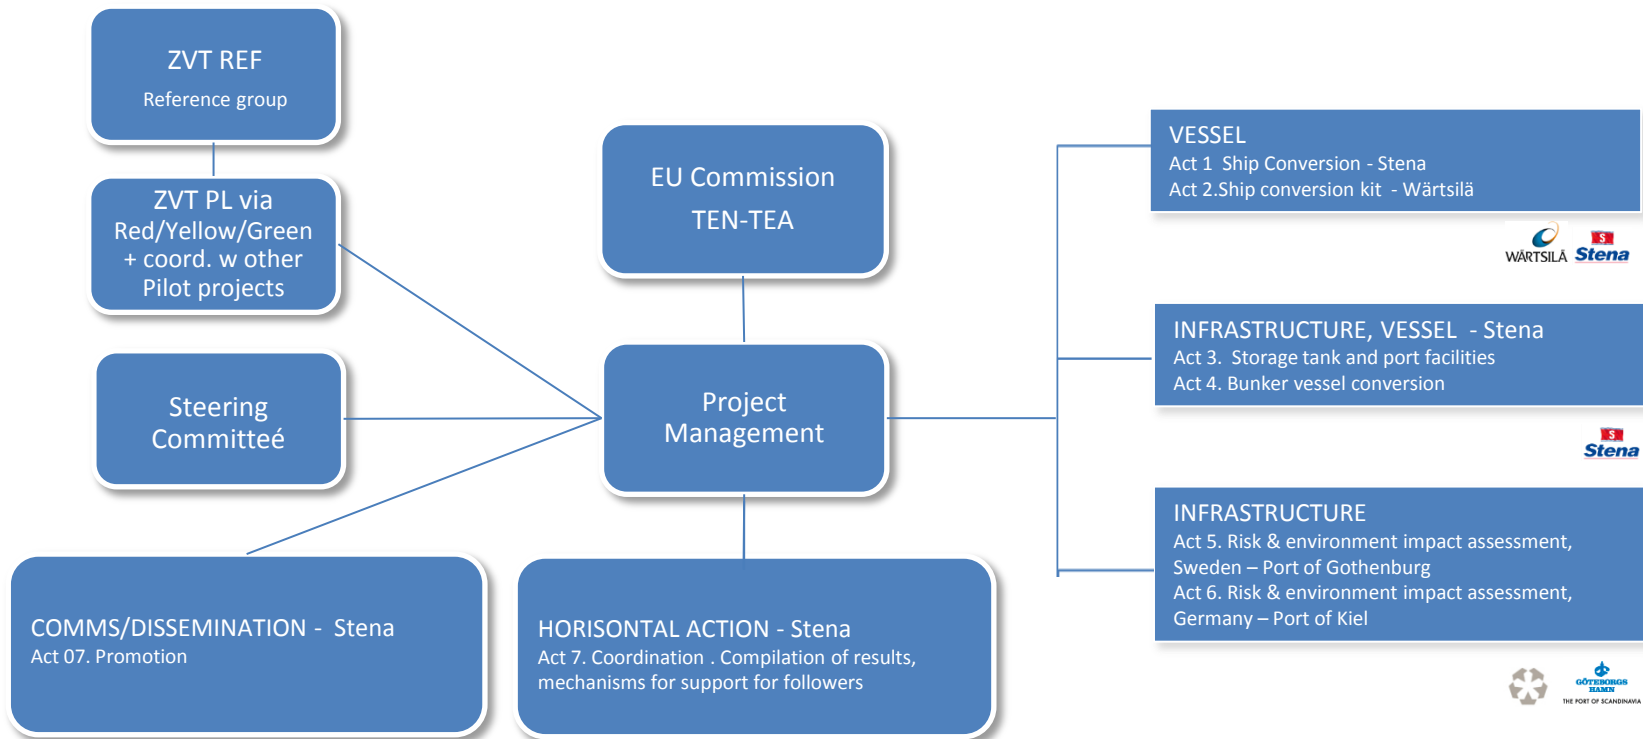 ZVT REF
Reference group
ZVT PL via
Red/Yellow/Green
+ coord. w other
Pilot projects
Steering
Committeé
EU Commission
TEN-TEA
Project
Management
COMMS/DISSEMINATION - Stena
Act 07. Promotion
HORISONTAL ACTION - Stena
Act 7. Coordination . Compilation of results,
mechanisms for support for followers
VESSEL
Act 1 Ship Conversion - Stena
Act 2.Ship conversion kit - Wärtsilä
WÄRTSILÄ
S
Stena
INFRASTRUCTURE, VESSEL - Stena
Act 3. Storage tank and port facilities
Act 4. Bunker vessel conversion
S
Stena
INFRASTRUCTURE
Act 5. Risk & environment impact assessment,
Sweden – Port of Gothenburg
Act 6. Risk & environment impact assessment,
Germany – Port of Kiel
GÖTEBORGS
HAMN
THE PORT OF SCANDINAVIA